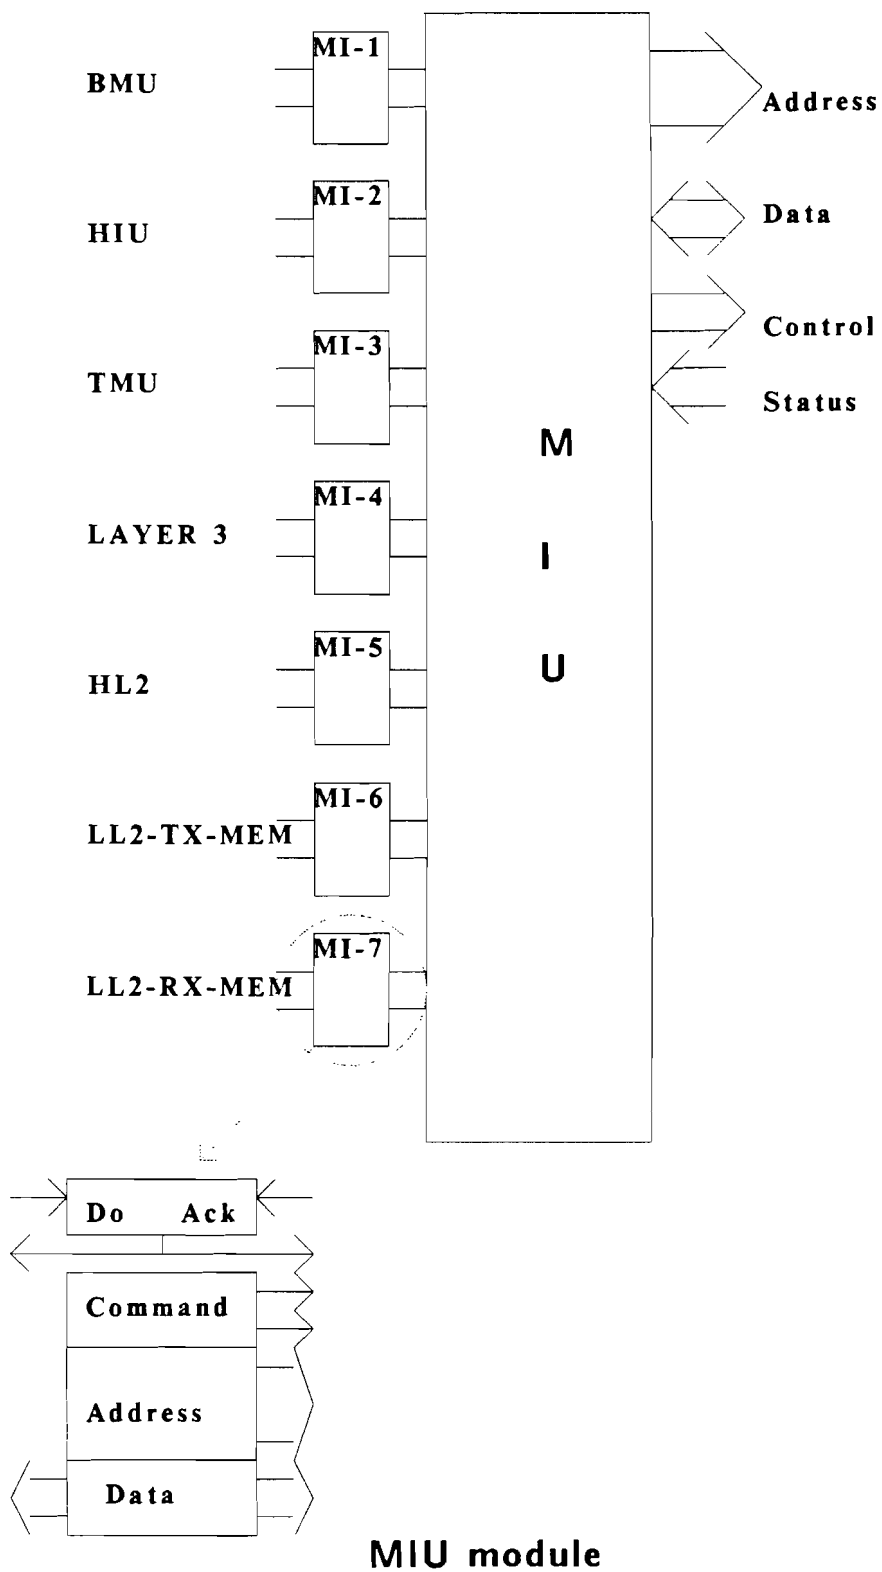 MI-1
BMU
Address
MI-2
HIU
Data
Control
MI-3
TMU
Status
M
I
U
MI-4
LAYER 3
MI-5
HL2
MI-6
LL2-TX-MEM
MI-7
LL2-RX-MEM
Do Ack
Command
Address
Data
MIU module